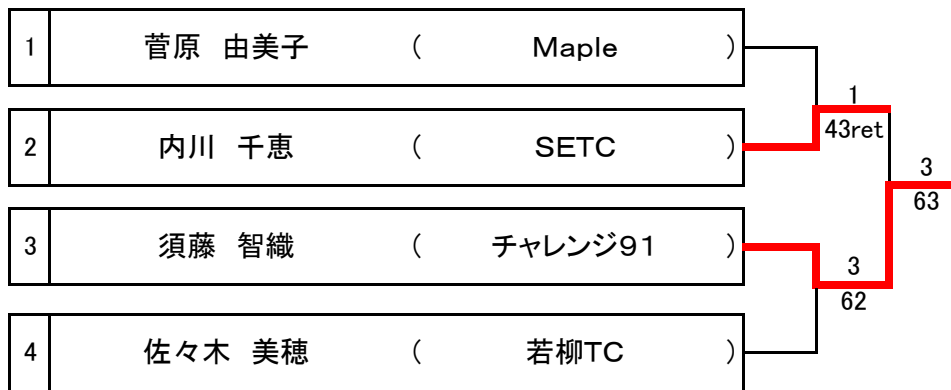 1 菅原 由美子 ( Maple )
1
43ret
2 内川 千恵 ( SETC )
3
63
3 須藤 智織 ( チャレンジ91 )
3
62
4 佐々木 美穂 ( 若柳TC )